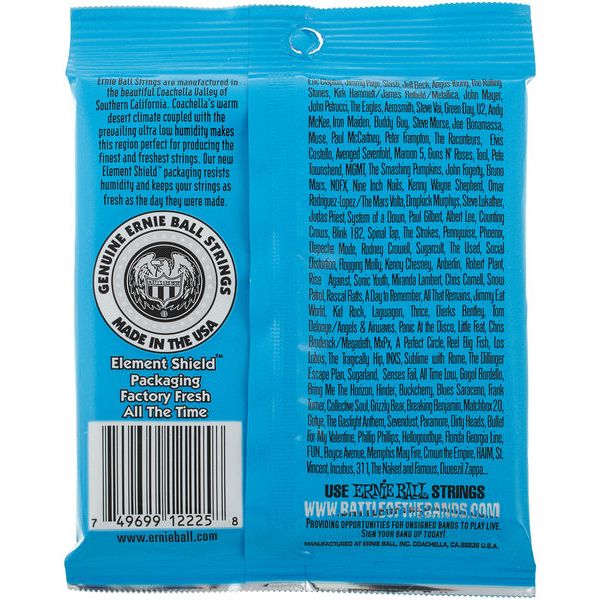 Ernie Ball Strings are manufactured in
the beautiful Coachella Valley of
Southern California. Coachella's warm
desert climate coupled with the
prevailing ultra low humidity makes
this region perfect for producing the
finest and freshest strings. Our new
Element Shield™ packaging resists
humidity and keeps your strings as
fresh as the day they were made.
GENUINE ERNIE BALL STRINGS
MADE IN THE USA
Element Shield™
Packaging
Factory Fresh
All The Time
7 49699 12225 8
www.ernieball.com
Eric Clapton, Jimmy Page, Slash, Jeff Beck, Angus Young, The Rolling
Stones, Kirk Hammett/James Hetfield/Metallica, John Mayer,
John Petrucci, The Eagles, Aerosmith, Steve Vai, Green Day, U2, Andy
McKee, Iron Maiden, Buddy Guy, Steve Morse, Joe Bonamassa,
Muse, Paul McCartney, Peter Frampton, The Raconteurs, Elvis
Costello, Avenged Sevenfold, Maroon 5, Guns N' Roses, Tool, Pete
Townshend, MGMT, The Smashing Pumpkins, John Fogerty, Bruno
Mars, NOFX, Nine Inch Nails, Kenny Wayne Shepherd, Omar
Rodriguez-Lopez/The Mars Volta, Dropkick Murphys, Steve Lukather,
Judas Priest, System of a Down, Paul Gilbert, Albert Lee, Counting
Crows, Blink 182, Spinal Tap, The Strokes, Pennywise, Phoenix,
Depeche Mode, Rodney Crowell, Sugarcult, The Used, Social
Distortion, Flogging Molly, Kenny Chesney, Anberlin, Robert Plant,
Rise Against, Sonic Youth, Miranda Lambert, Chris Cornell, Snow
Patrol, Rascal Flatts, A Day to Remember, All That Remains, Jimmy Eat
World, Kid Rock, Lagwagon, Thrice, Dierks Bentley, Tom
Delonge/Angels & Airwaves, Panic At the Disco, Little Feat, Chris
Broderick/Megadeth, MxPx, A Perfect Circle, Reel Big Fish, Los
Lobos, The Tragically Hip, INXS, Sublime with Rome, The Dillinger
Escape Plan, Sugarland, Senses Fail, All Time Low, Gogol Bordello,
Bring Me The Horizon, Hinder, Buckcherry, Blues Saraceno, Frank
Turner, Collective Soul, Grizzly Bear, Breaking Benjamin, Matchbox 20,
Gotye, The Gaslight Anthem, Sevendust, Paramore, Dirty Heads, Bullet
For My Valentine, Phillip Phillips, Hellogoodbye, Florida Georgia Line,
FUN., Boyce Avenue, Memphis May Fire, Crown the Empire, HAIM, St.
Vincent, Incubus, 311, The Naked and Famous, Dweezil Zappa...
USE ERNIE BALL STRINGS
WWW.BATTLEOFTHEBANDS.COM
PROVIDING OPPORTUNITIES FOR UNSIGNED BANDS TO PLAY LIVE.
SIGN YOUR BAND UP TODAY!
MANUFACTURED AT ERNIE BALL, INC. COACHELLA, CA.92236 U.S.A.